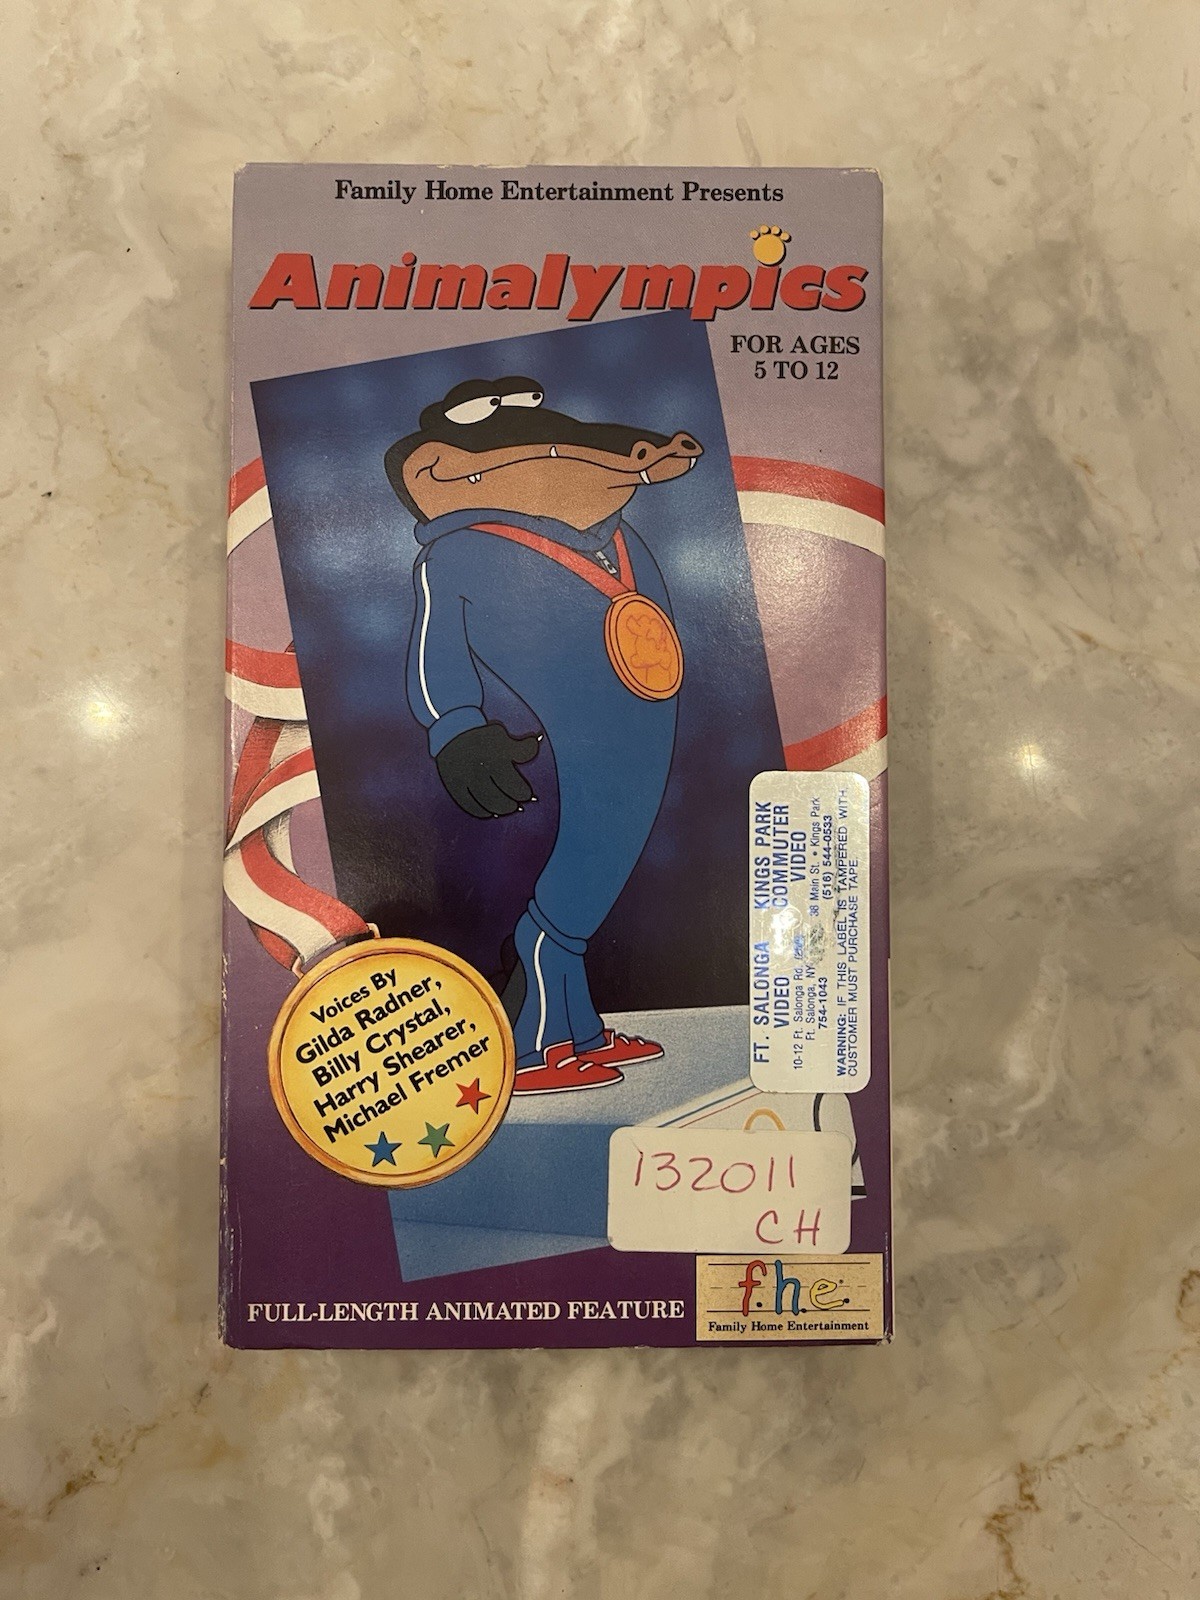 Family Home Entertainment Presents
Animalympics
FOR AGES
5 TO 12
Voices By
Gilda Radner,
Billy Crystal,
Harry Shearer,
Michael Fremer
FT. SALONGA
VIDEO
10-12 Ft. Salonga Rd.
Ft. Salonga, NY
754-1043
KINGS PARK
COMMUTER
VIDEO
38 Main St. • Kings Park
(516) 544-0533
WARNING: IF THIS LABEL IS TAMPERED WITH,
CUSTOMER MUST PURCHASE TAPE.
132011
CH
FULL-LENGTH ANIMATED FEATURE
f.h.e.
Family Home Entertainment